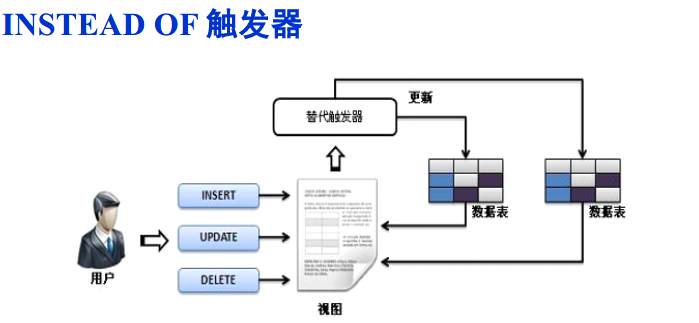 INSTEAD OF 触发器
更新
替代触发器
INSERT
UPDATE
DELETE
数据表
数据表
用户
视图